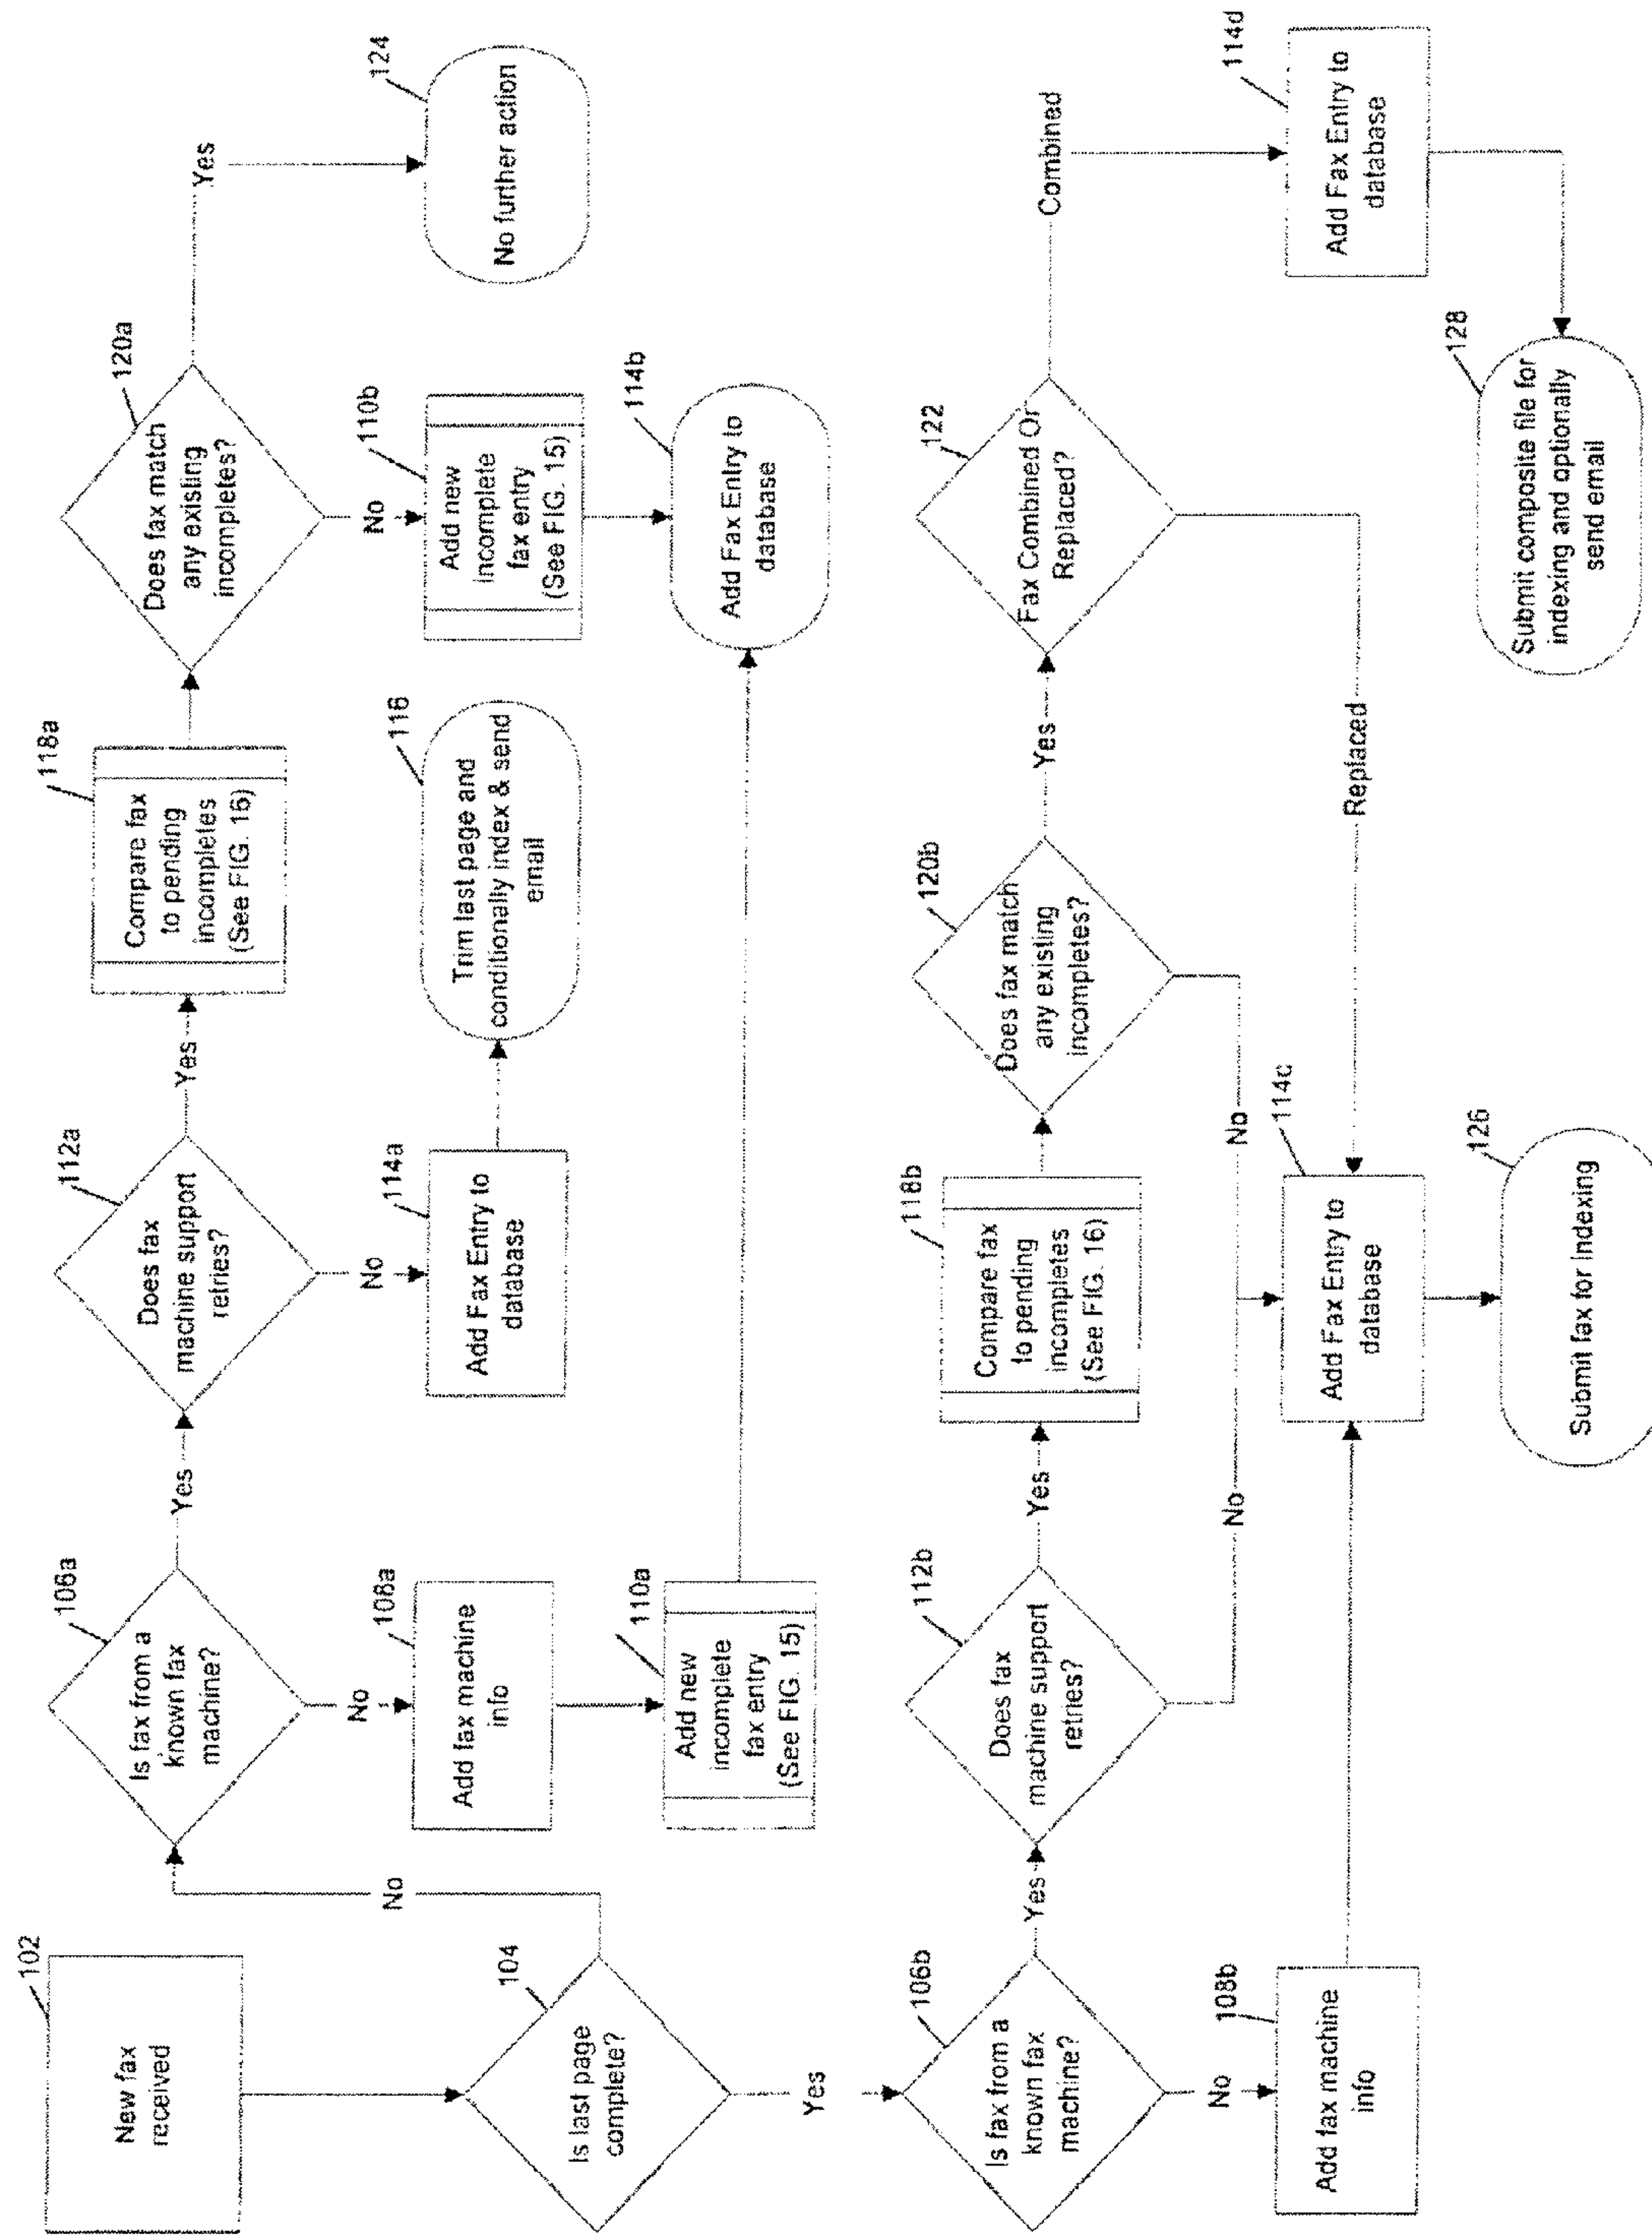 102
New fax
received
104
Is last page
complete?
No
Yes
106a
Is fax from a
known fax
machine?
Yes
No
108a
Add fax machine
info
110a
Add new
incomplete
fax entry
(See FIG. 15)
112a
Does fax
machine support
retries?
Yes
No
114a
Add Fax Entry to
database
116
Trim last page and
conditionally index & send
email
118a
Compare fax
to pending
incompletes
(See FIG. 16)
120a
Does fax match
any existing
incompletes?
Yes
No
110b
Add new
incomplete
fax entry
(See FIG. 15)
114b
Add Fax Entry to
database
124
No further action
106b
Is fax from a
known fax
machine?
Yes
No
108b
Add fax machine
info
112b
Does fax
machine support
retries?
Yes
No
118b
Compare fax
to pending
incompletes
(See FIG. 16)
120b
Does fax match
any existing
incompletes?
Yes
No
114c
Add Fax Entry to
database
126
Submit fax for indexing
122
Fax Combined Or
Replaced?
Combined
Replaced
114d
Add Fax Entry to
database
128
Submit composite file for
indexing and optionally
send email